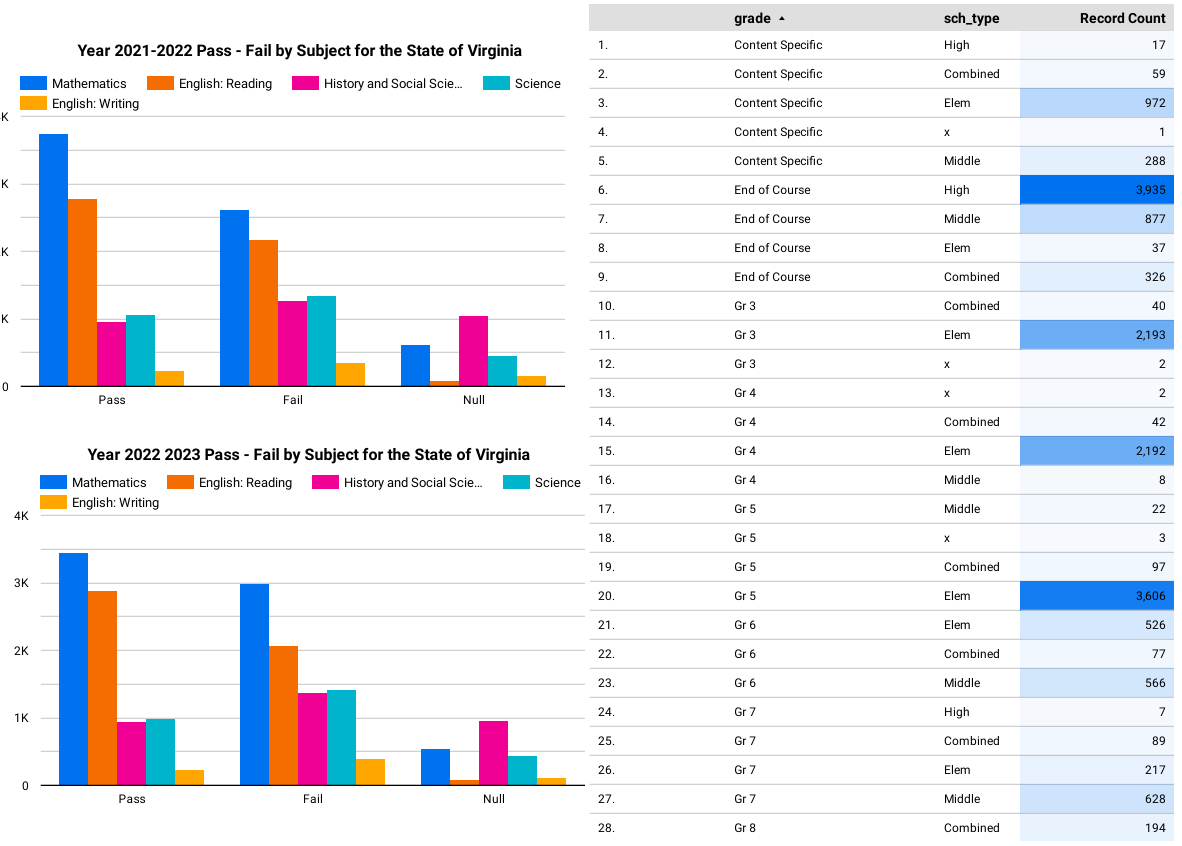 Year 2021-2022 Pass - Fail by Subject for the State of Virginia
Mathematics English: Reading History and Social Scie... Science
English: Writing
K
K
K
K
0
Pass Fail Null
Year 2022 2023 Pass - Fail by Subject for the State of Virginia
Mathematics English: Reading History and Social Scie... Science
English: Writing
4K
3K
2K
1K
0
Pass Fail Null
grade sch_type Record Count
1. Content Specific High 17
2. Content Specific Combined 59
3. Content Specific Elem 972
4. Content Specific x 1
5. Content Specific Middle 288
6. End of Course High 3,935
7. End of Course Middle 877
8. End of Course Elem 37
9. End of Course Combined 326
10. Gr 3 Combined 40
11. Gr 3 Elem 2,193
12. Gr 3 x 2
13. Gr 4 x 2
14. Gr 4 Combined 42
15. Gr 4 Elem 2,192
16. Gr 4 Middle 8
17. Gr 5 Middle 22
18. Gr 5 x 3
19. Gr 5 Combined 97
20. Gr 5 Elem 3,606
21. Gr 6 Elem 526
22. Gr 6 Combined 77
23. Gr 6 Middle 566
24. Gr 7 High 7
25. Gr 7 Combined 89
26. Gr 7 Elem 217
27. Gr 7 Middle 628
28. Gr 8 Combined 194